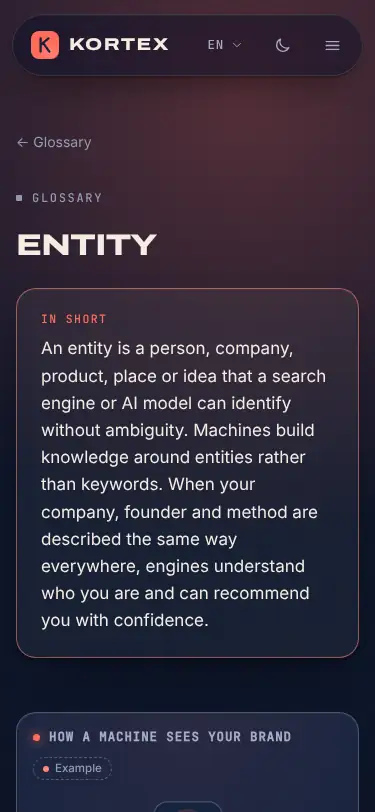 K KORTEX EN
← Glossary
GLOSSARY
ENTITY
IN SHORT
An entity is a person, company,
product, place or idea that a search
engine or AI model can identify
without ambiguity. Machines build
knowledge around entities rather
than keywords. When your
company, founder and method are
described the same way
everywhere, engines understand
who you are and can recommend
you with confidence.
HOW A MACHINE SEES YOUR BRAND
Example